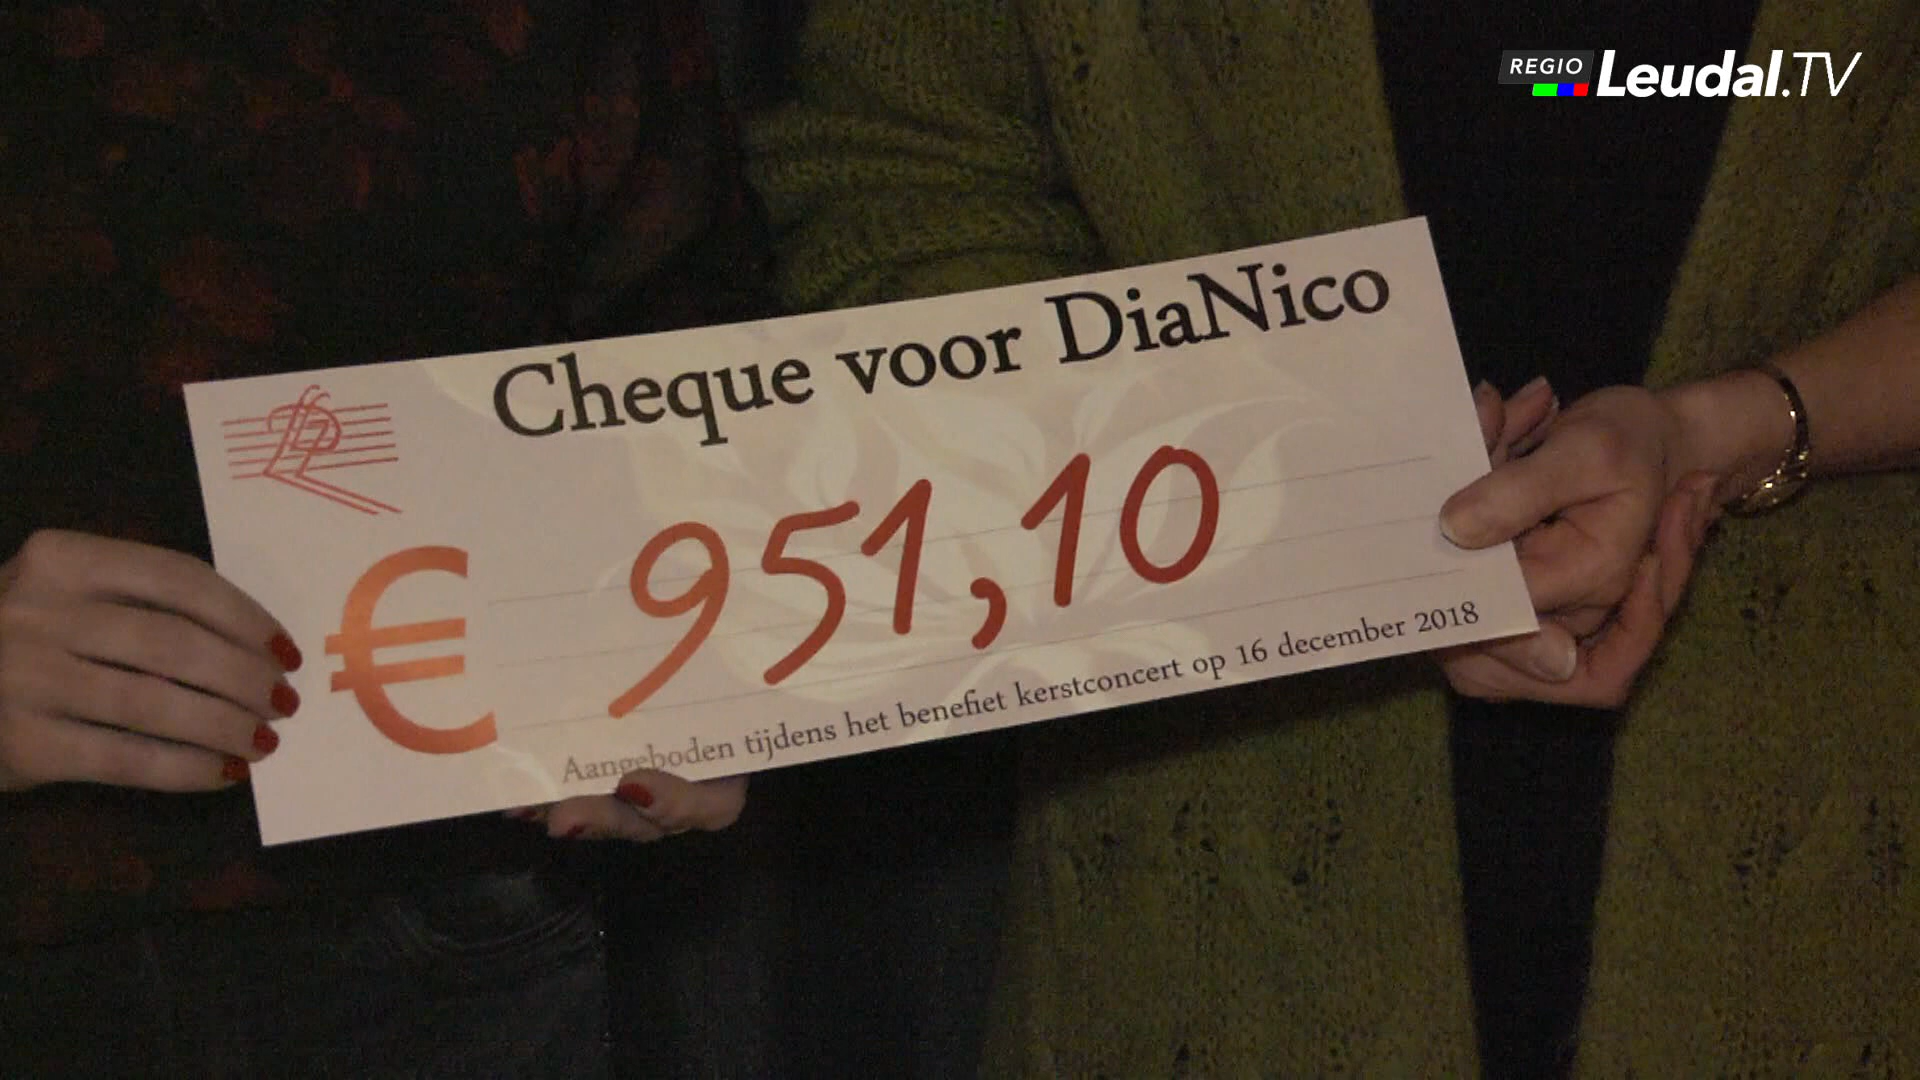 REGIO Leudal.TV
Cheque voor DiaNico
€ 951,10
Aangeboden tijdens het benefiet kerstconcert op 16 december 2018